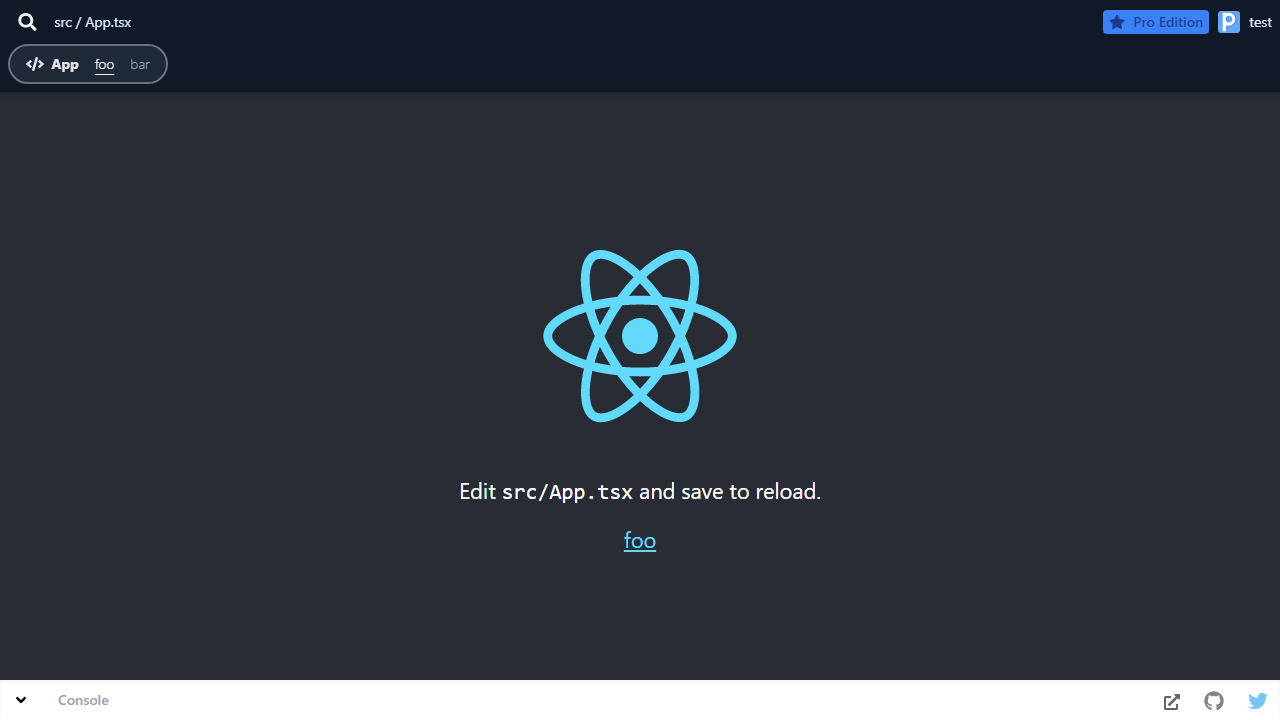 src / App.tsx
Pro Edition
P
test
App foo bar
Edit src/App.tsx and save to reload.
foo
Console